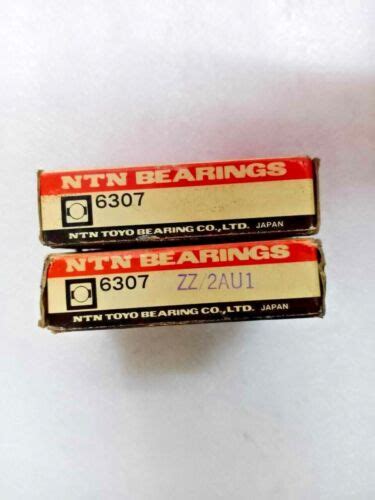 NTN BEARINGS
6307
NTN TOYO BEARING CO.,LTD. JAPAN
NTN BEARINGS
6307 ZZ/2AU1
NTN TOYO BEARING CO.,LTD. JAPAN